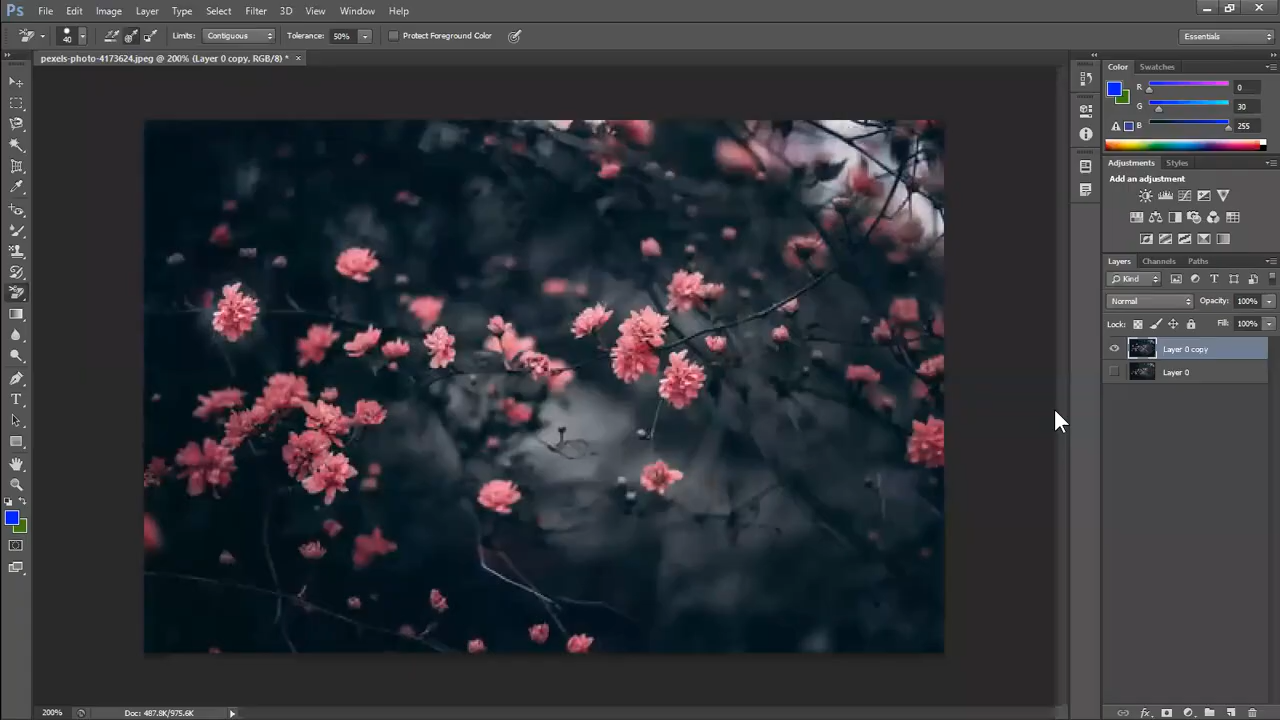 Ps File Edit Image Layer Type Select Filter 3D View Window Help
40 Limits: Contiguous Tolerance: 50% Protect Foreground Color Essentials
pexels-photo-4173624.jpeg @ 200% (Layer 0 copy, RGB/8) * ×
Color Swatches
R 0
G 30
B 255
Adjustments Styles
Add an adjustment
Layers Channels Paths
Kind
Normal Opacity: 100%
Lock: Fill: 100%
Layer 0 copy
Layer 0
200% Doc: 487.8K/975.6K